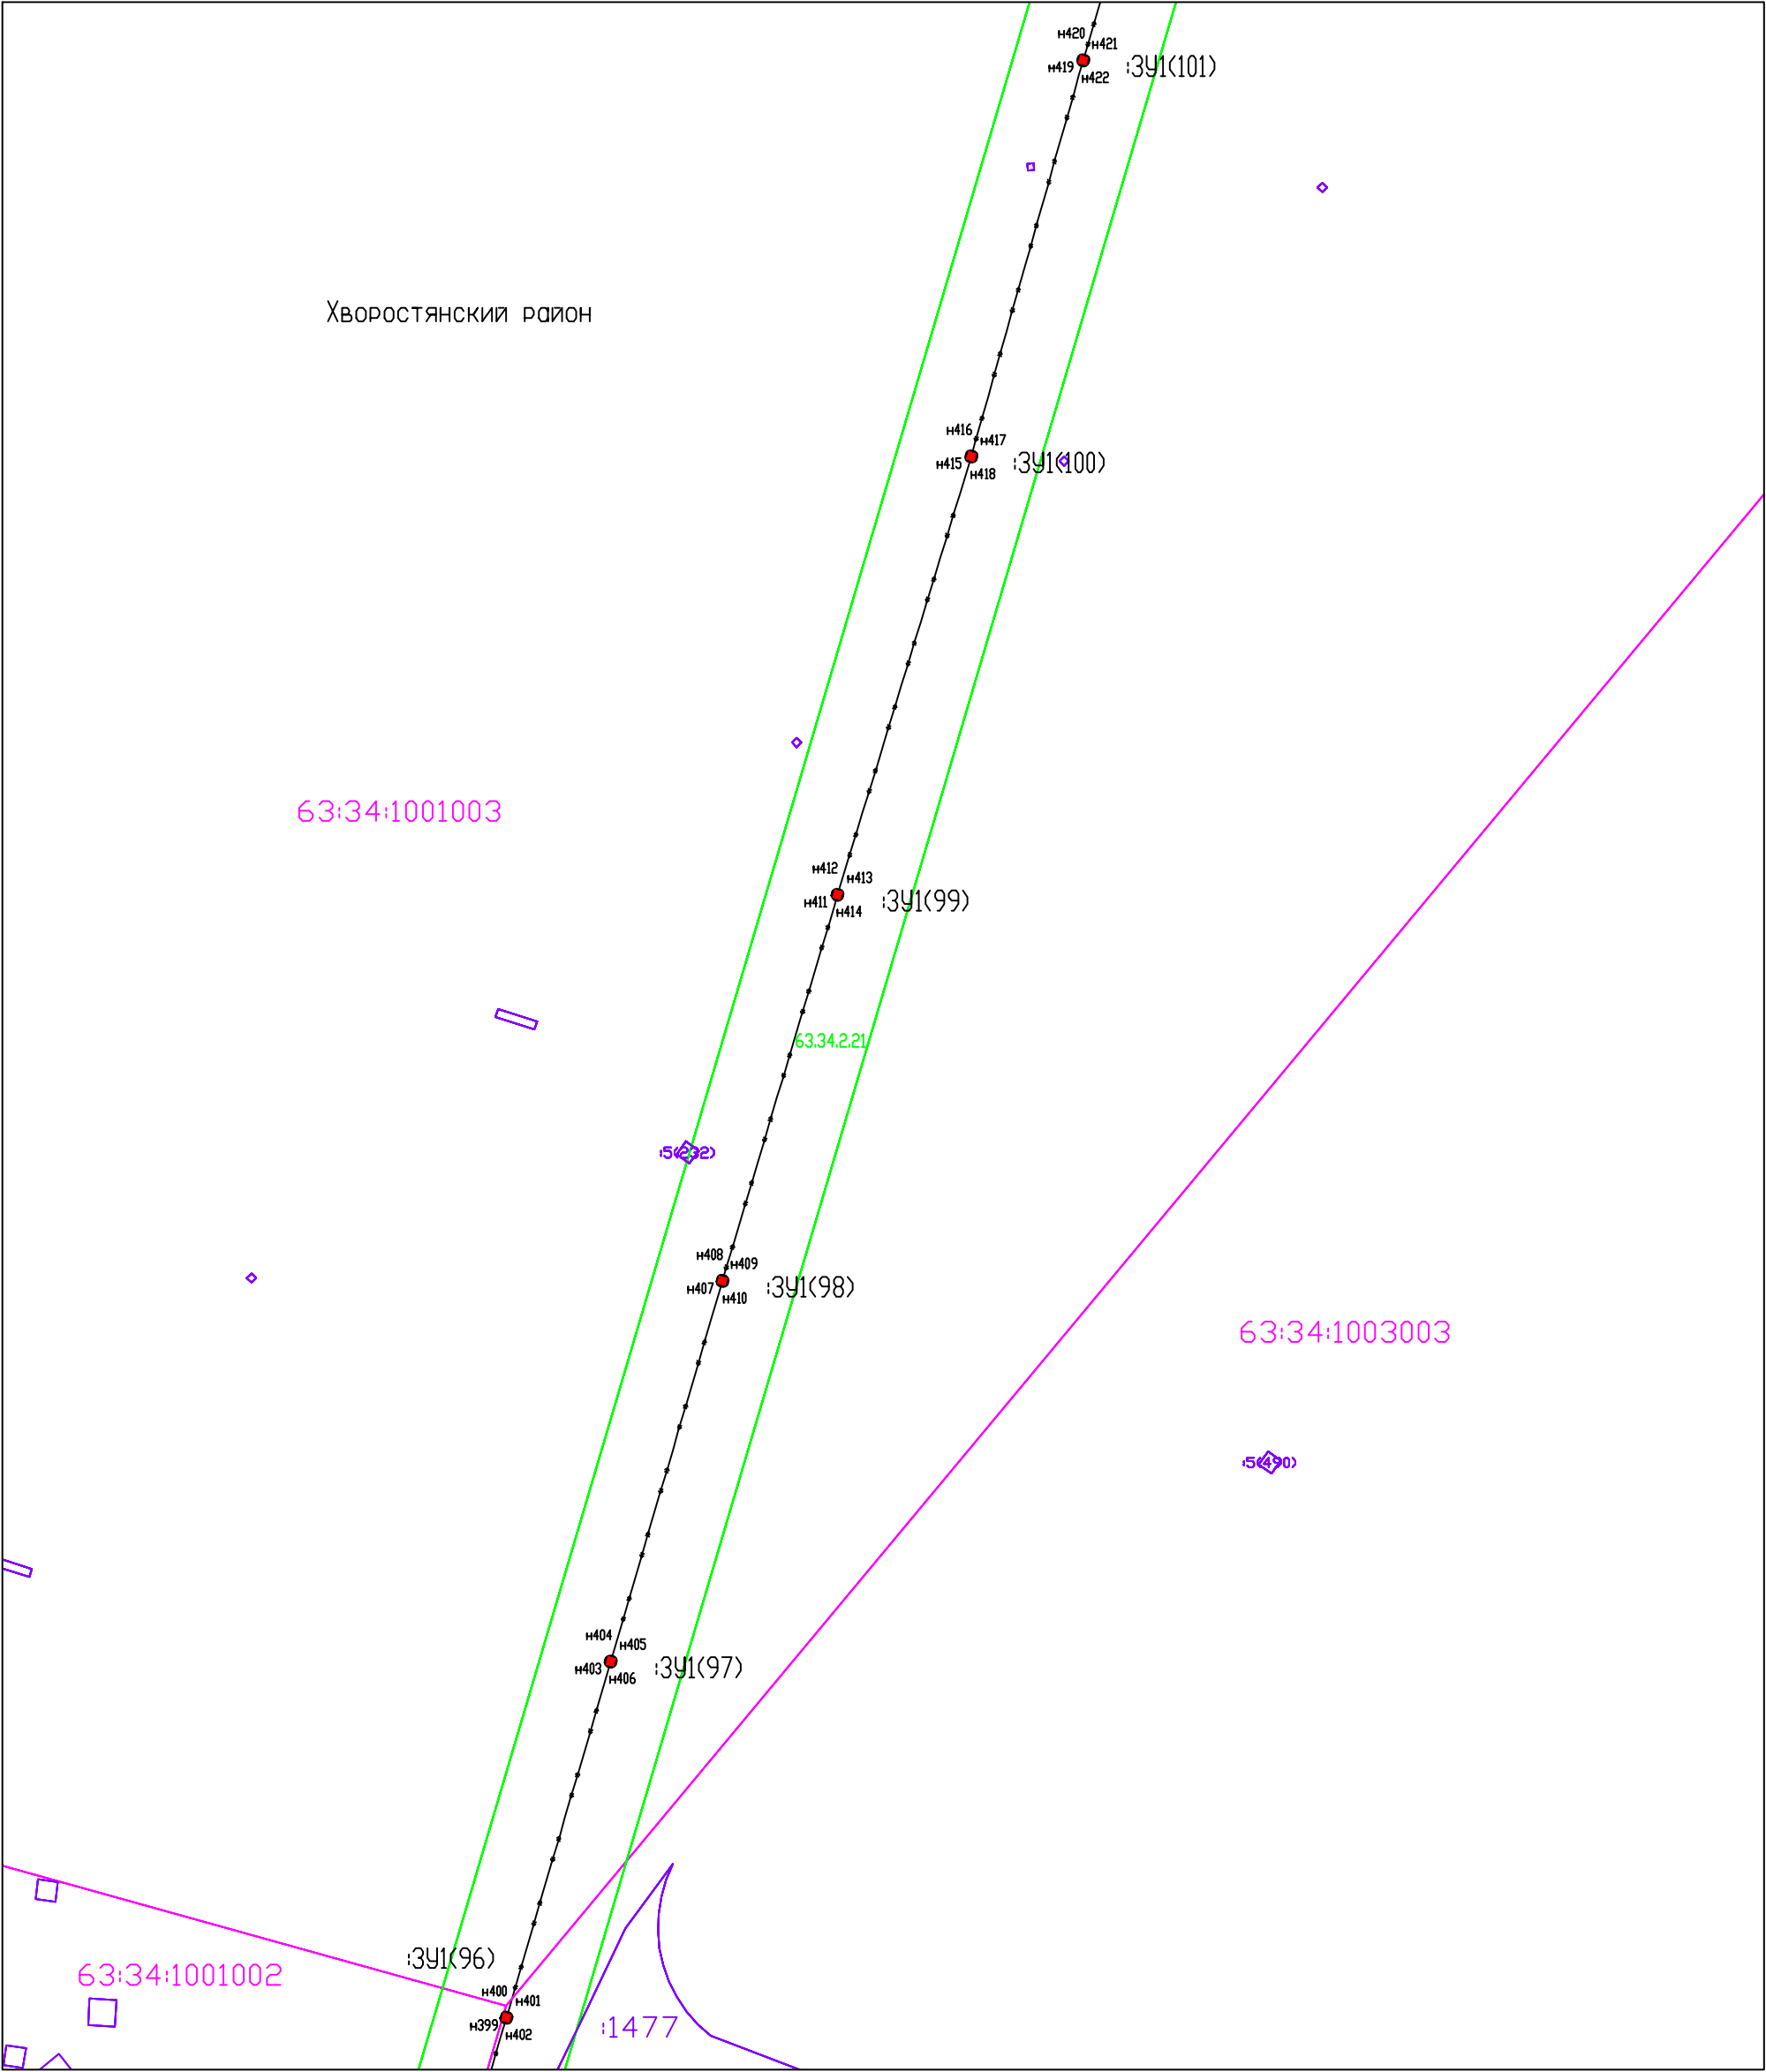 н420
н421
н419
н422
:ЗУ1(101)
Хворостянский район
н416
н417
н415
н418
:ЗУ1(100)
63:34:1001003
н412
н413
н411
н414
:ЗУ1(99)
63.34.2.21
:5(232)
н408
н409
н407
н410
:ЗУ1(98)
63:34:1003003
:5(490)
н404
н405
н403
н406
:ЗУ1(97)
:ЗУ1(96)
63:34:1001002
н400
н401
н399
н402
:1477